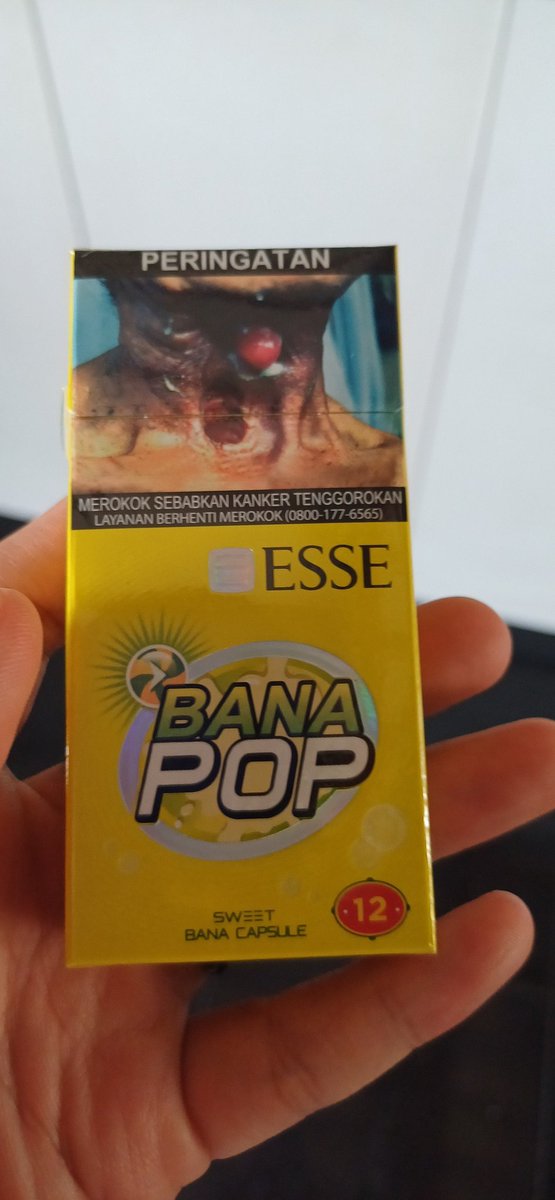 PERINGATAN
MEROKOK SEBABKAN KANKER TENGGOROKAN
LAYANAN BERHENTI MEROKOK (0800-177-6565)
ESSE
BANA
POP
SWEET
BANA CAPSULE
12